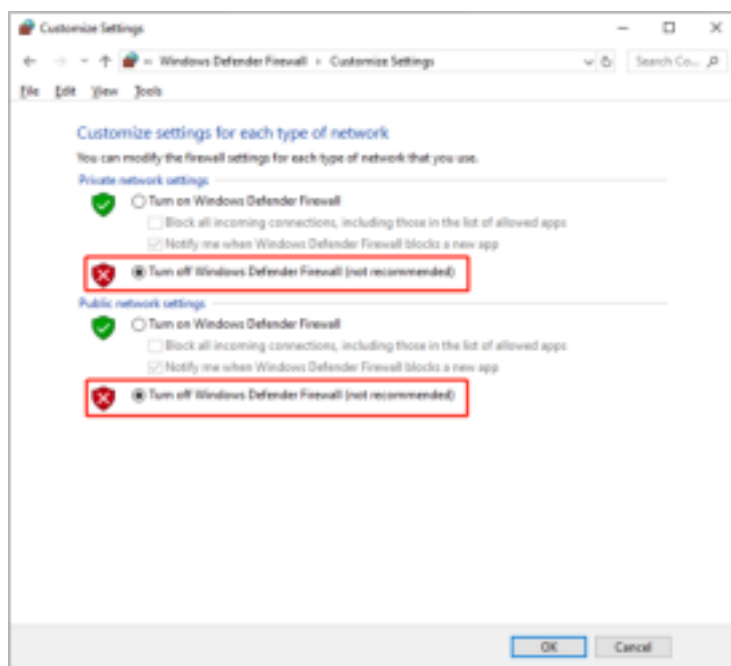 Customize Settings
« Windows Defender Firewall › Customize Settings
Search Co...
File Edit View Tools
Customize settings for each type of network
You can modify the firewall settings for each type of network that you use.
Private network settings
Turn on Windows Defender Firewall
Block all incoming connections, including those in the list of allowed apps
Notify me when Windows Defender Firewall blocks a new app
Turn off Windows Defender Firewall (not recommended)
Public network settings
Turn on Windows Defender Firewall
Block all incoming connections, including those in the list of allowed apps
Notify me when Windows Defender Firewall blocks a new app
Turn off Windows Defender Firewall (not recommended)
OK Cancel